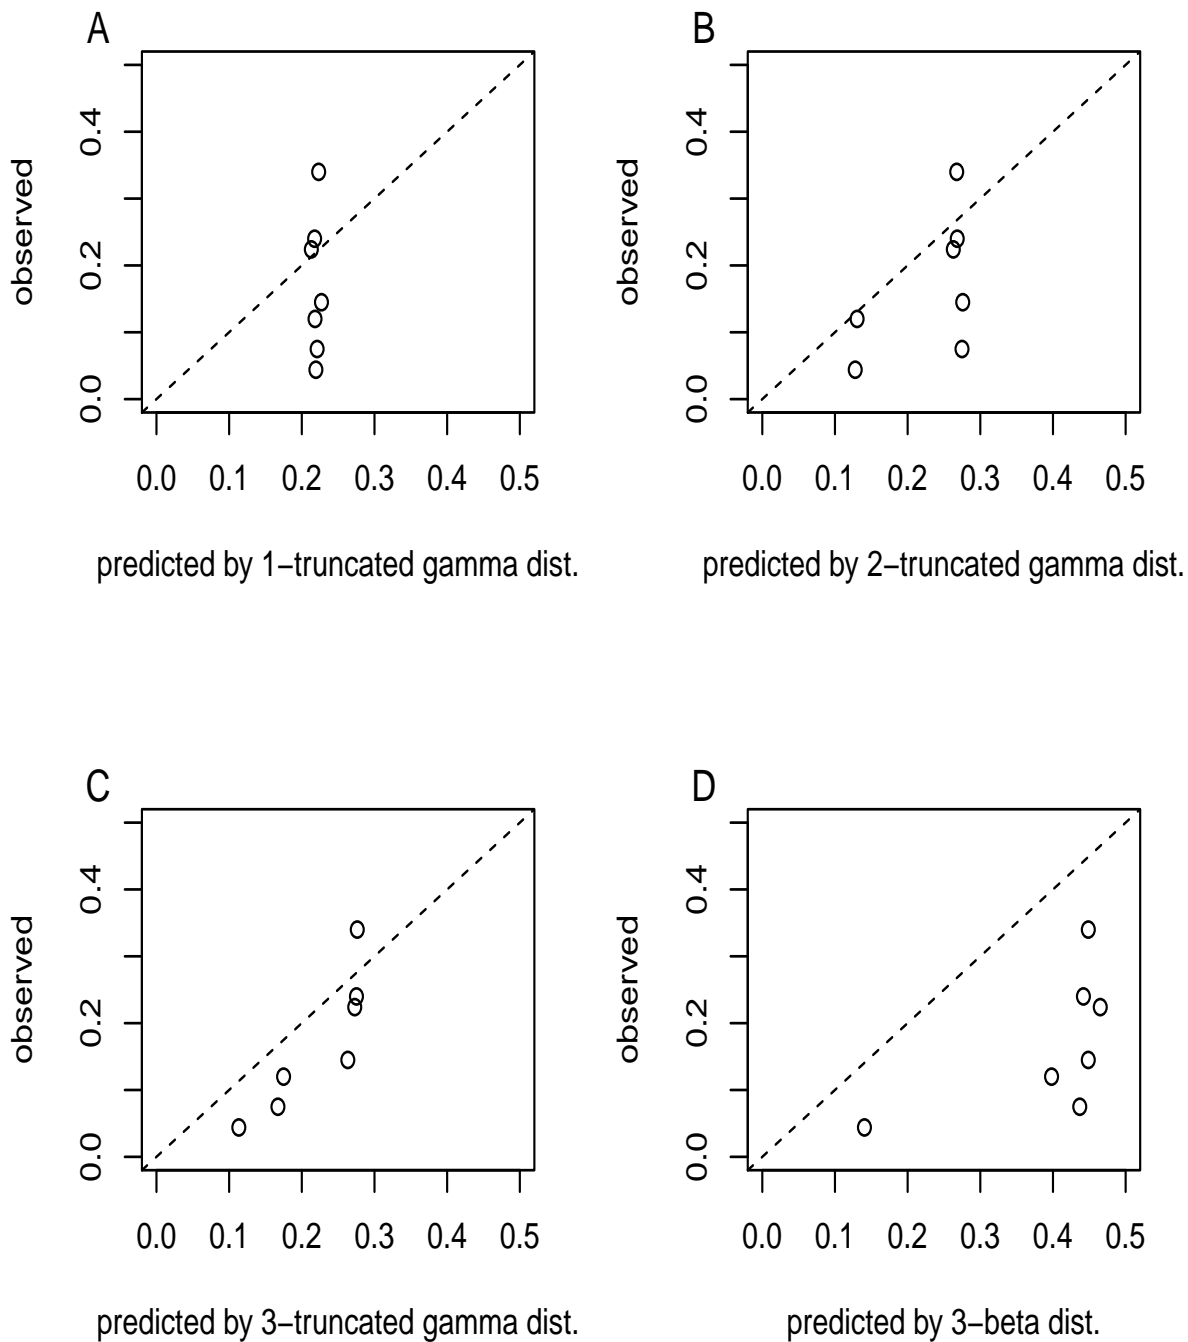 A
observed
0.0 0.2 0.4
0.0 0.1 0.2 0.3 0.4 0.5
predicted by 1−truncated gamma dist.
B
observed
0.0 0.2 0.4
0.0 0.1 0.2 0.3 0.4 0.5
predicted by 2−truncated gamma dist.
C
observed
0.0 0.2 0.4
0.0 0.1 0.2 0.3 0.4 0.5
predicted by 3−truncated gamma dist.
D
observed
0.0 0.2 0.4
0.0 0.1 0.2 0.3 0.4 0.5
predicted by 3−beta dist.